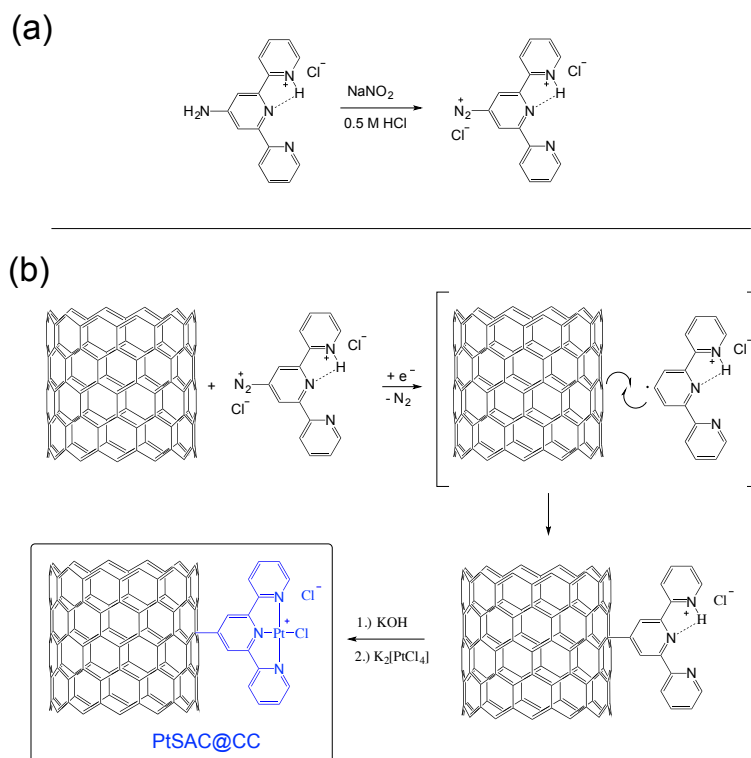 (a)
H₂N
N
N
+
H
N
Cl⁻
NaNO₂
0.5 M HCl
N₂
+
Cl⁻
N
N
+
H
N
Cl⁻
(b)
+
N₂
+
Cl⁻
N
N
+
H
N
Cl⁻
+ e⁻
- N₂
N
N
+
H
N
Cl⁻
N
N
+
H
N
Cl⁻
1.) KOH
2.) K₂[PtCl₄]
N
Cl⁻
+
N Pt Cl
N
PtSAC@CC